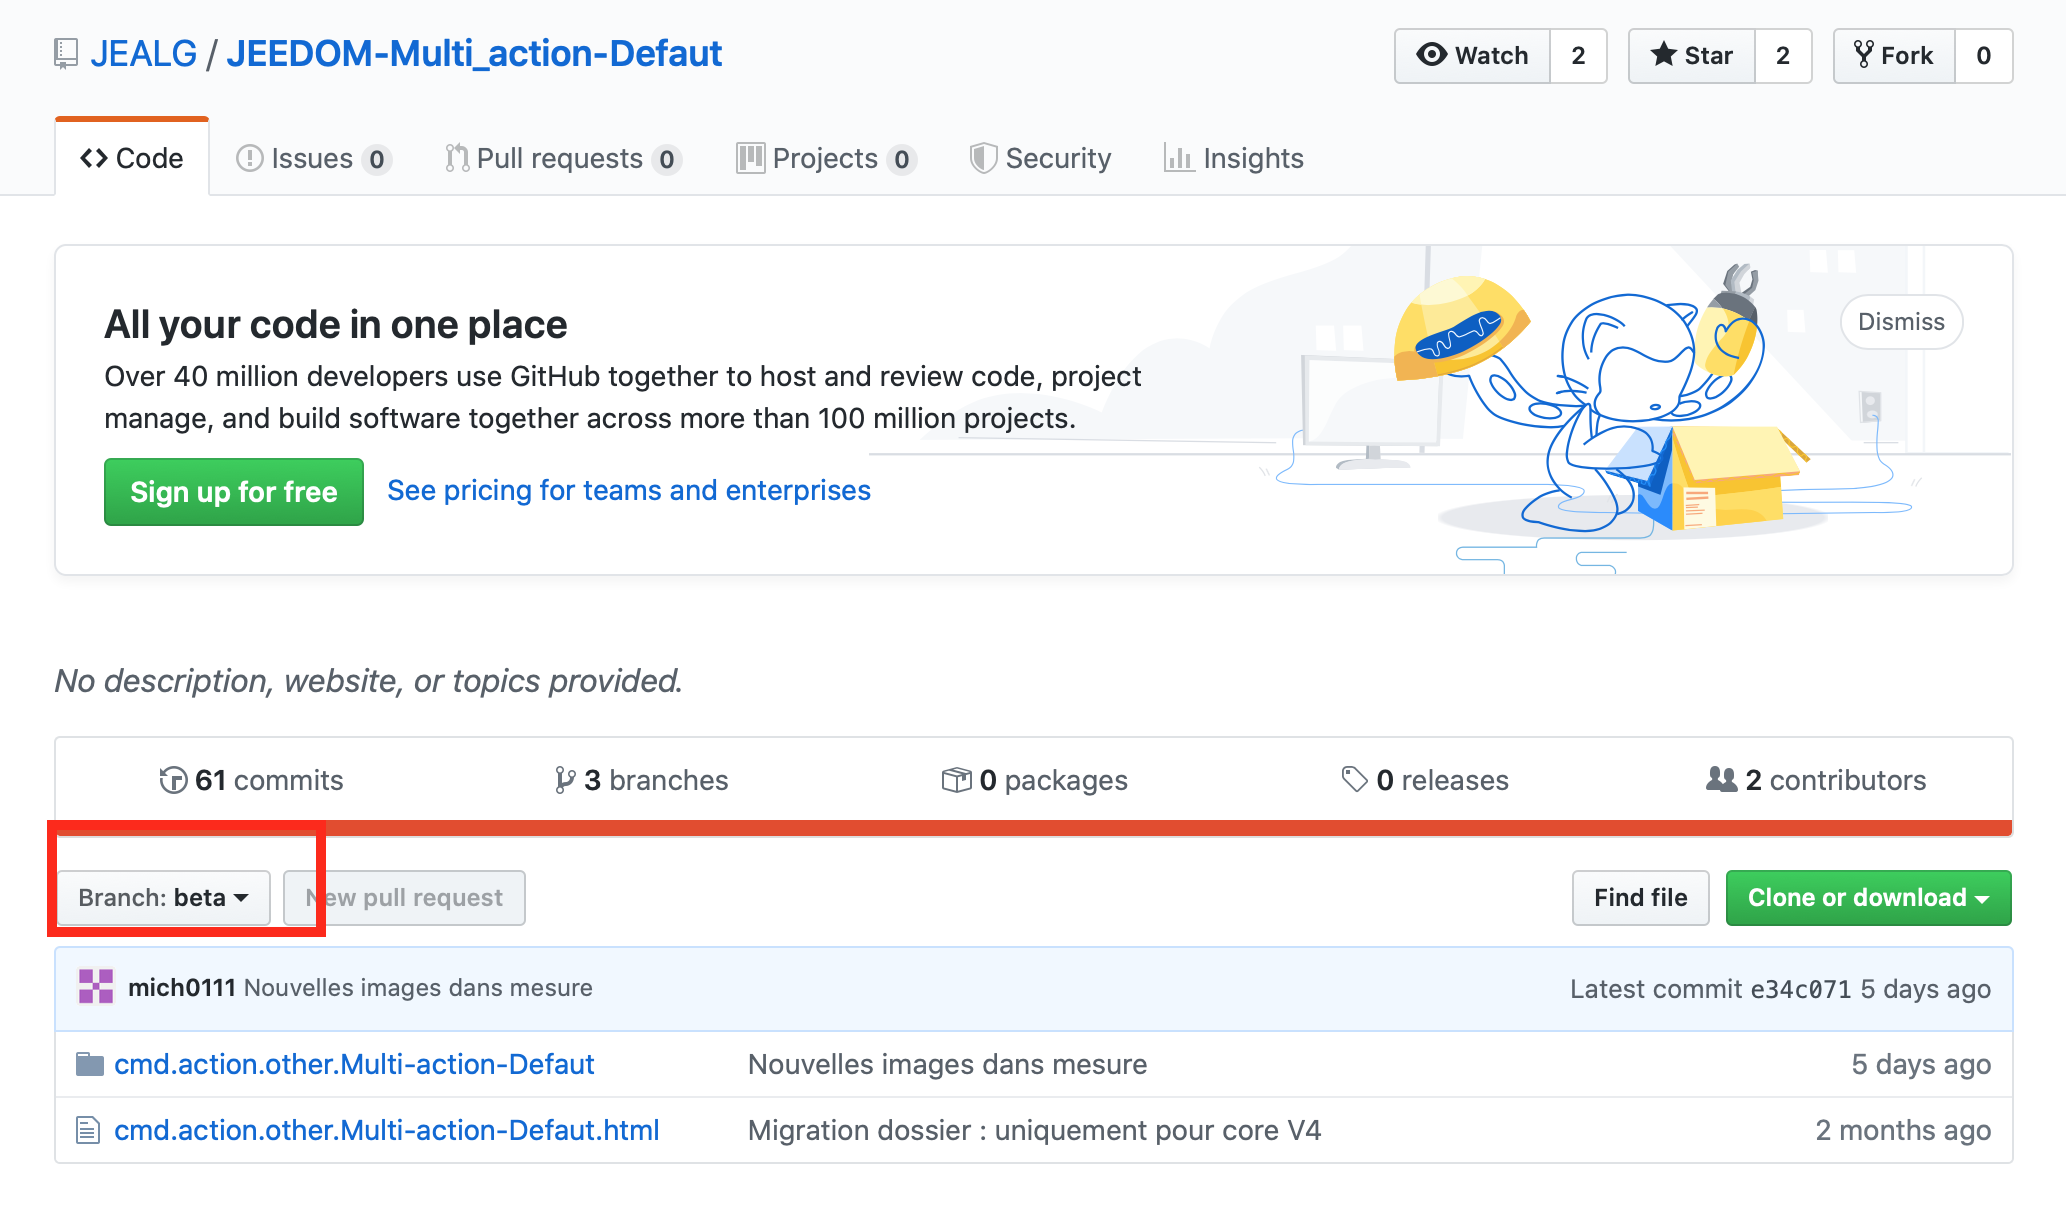 JEALG / JEEDOM-Multi_action-Defaut
Watch 2 Star 2 Fork 0
Code Issues 0 Pull requests 0 Projects 0 Security Insights
All your code in one place
Dismiss
Over 40 million developers use GitHub together to host and review code, project
manage, and build software together across more than 100 million projects.
Sign up for free See pricing for teams and enterprises
No description, website, or topics provided.
61 commits 3 branches 0 packages 0 releases 2 contributors
Branch: beta New pull request Find file Clone or download
mich0111 Nouvelles images dans mesure Latest commit e34c071 5 days ago
cmd.action.other.Multi-action-Defaut Nouvelles images dans mesure 5 days ago
cmd.action.other.Multi-action-Defaut.html Migration dossier : uniquement pour core V4 2 months ago